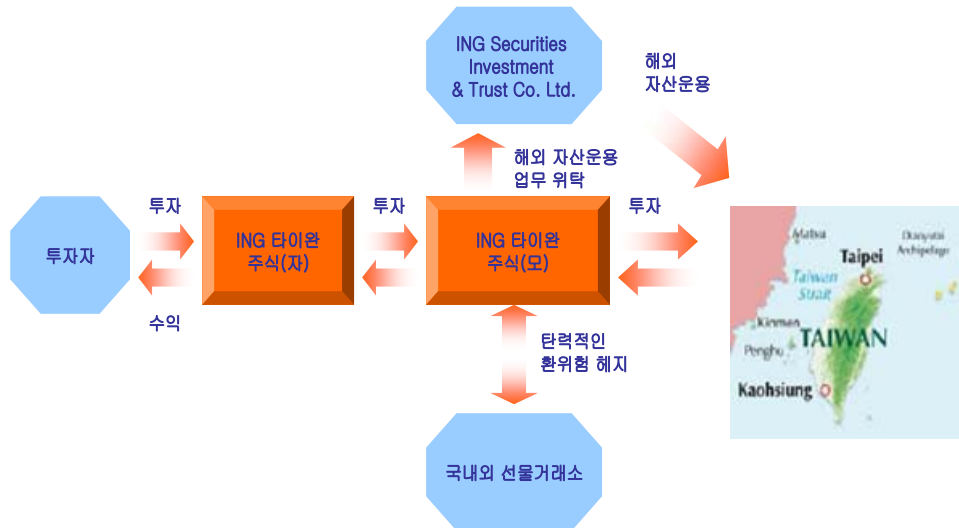 ING Securities
Investment
& Trust Co. Ltd.
해외
자산운용
해외 자산운용
업무 위탁
투자자
투자
수익
ING 타이완
주식(자)
투자
ING 타이완
주식(모)
투자
탄력적인
환위험 헤지
국내외 선물거래소
Matsu
Diaoyutai
Archipelago
Taipei
Taiwan
Strait
Kinmen
TAIWAN
Penghu
Kaohsiung